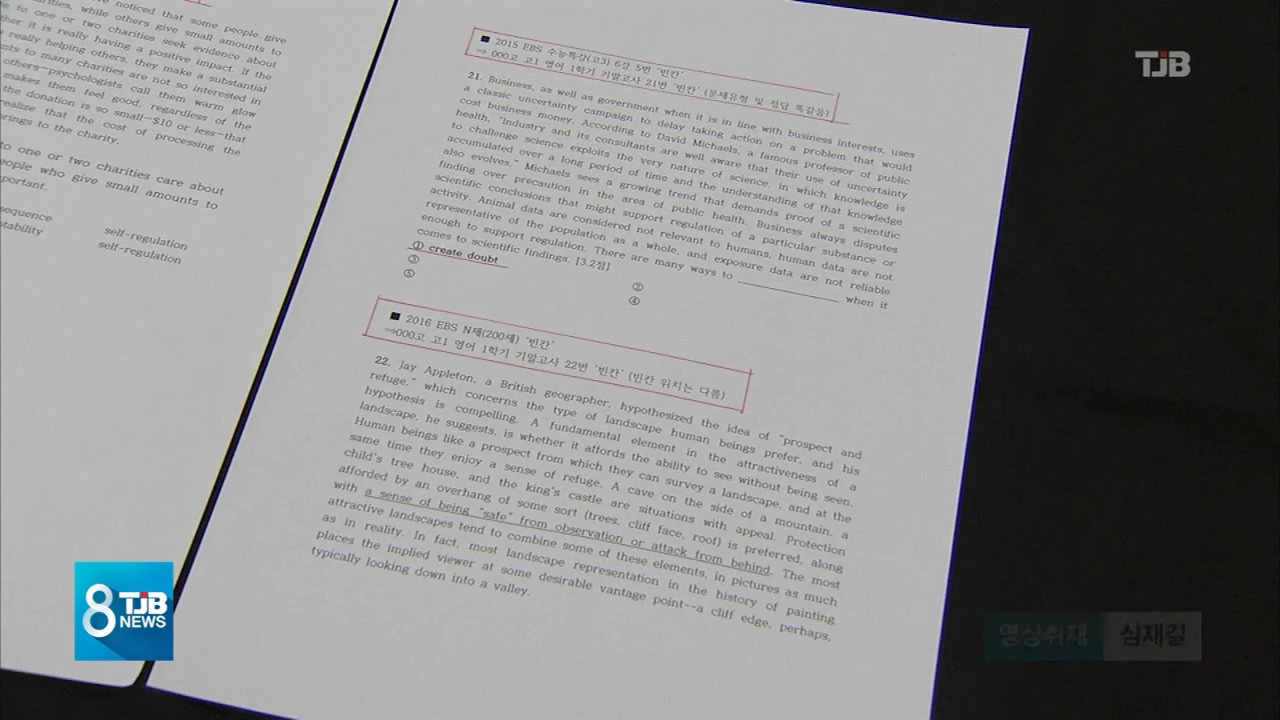 noticed that some people give
while others give small amounts to
to one or two charities seek evidence about
it is really having a positive impact. If the
really helping others, they make a substantial
to many charities are not so interested in
others-psychologists call them warm glow
makes them feel good, regardless of the
the donation is so small-$10 or less-that
realize that the cost of processing the
to the charity.
to one or two charities care about
who give small amounts to
self-regulation
self-regulation
■ 2015 EBS 수능특강(고3) 6강 5번 '빈칸'
⇒ 000고 고1 영어 1학기 기말고사 21번 '빈칸' (문제유형 및 정답 똑같음)
21. Business, as well as government when it is in line with business interests, uses
a classic uncertainty campaign to delay taking action on a problem that would
cost business money. According to David Michaels, a famous professor of public
health, "Industry and its consultants are well aware that their use of uncertainty
to challenge science exploits the very nature of science, in which knowledge is
accumulated over a long period of time and the understanding of that knowledge
also evolves." Michaels sees a growing trend that demands proof of a scientific
finding over precaution in the area of public health. Business always disputes
scientific conclusions that might support regulation of a particular substance or
activity. Animal data are considered not relevant to humans, human data are not
representative of the population as a whole, and exposure data are not reliable
enough to support regulation. There are many ways to ____________ when it
comes to scientific findings. [3.2점]
① create doubt
②
③
④
⑤
■ 2016 EBS N제(200제) '빈칸'
⇒000고 고1 영어 1학기 기말고사 22번 '빈칸' (빈칸 위치는 다름)
22. Jay Appleton, a British geographer, hypothesized the idea of "prospect and
refuge," which concerns the type of landscape human beings prefer, and his
hypothesis is compelling. A fundamental element in the attractiveness of a
landscape, he suggests, is whether it affords the ability to see without being seen.
Human beings like a prospect from which they can survey a landscape, and at the
same time they enjoy a sense of refuge. A cave on the side of a mountain, a
child's tree house, and the king's castle are situations with appeal. Protection
afforded by an overhang of some sort (trees, cliff face, roof) is preferred, along
with a sense of being "safe" from observation or attack from behind. The most
attractive landscapes tend to combine some of these elements, in pictures as much
as in reality. In fact, most landscape representation in the history of painting
places the implied viewer at some desirable vantage point--a cliff edge, perhaps,
typically looking down into a valley.
TJB
8 TJB NEWS
영상취재 심재길